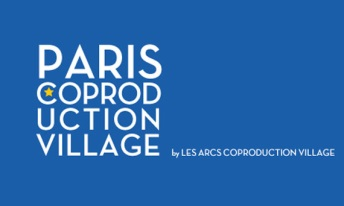 PARIS
COPROD
UCTION
VILLAGE
by LES ARCS COPRODUCTION VILLAGE